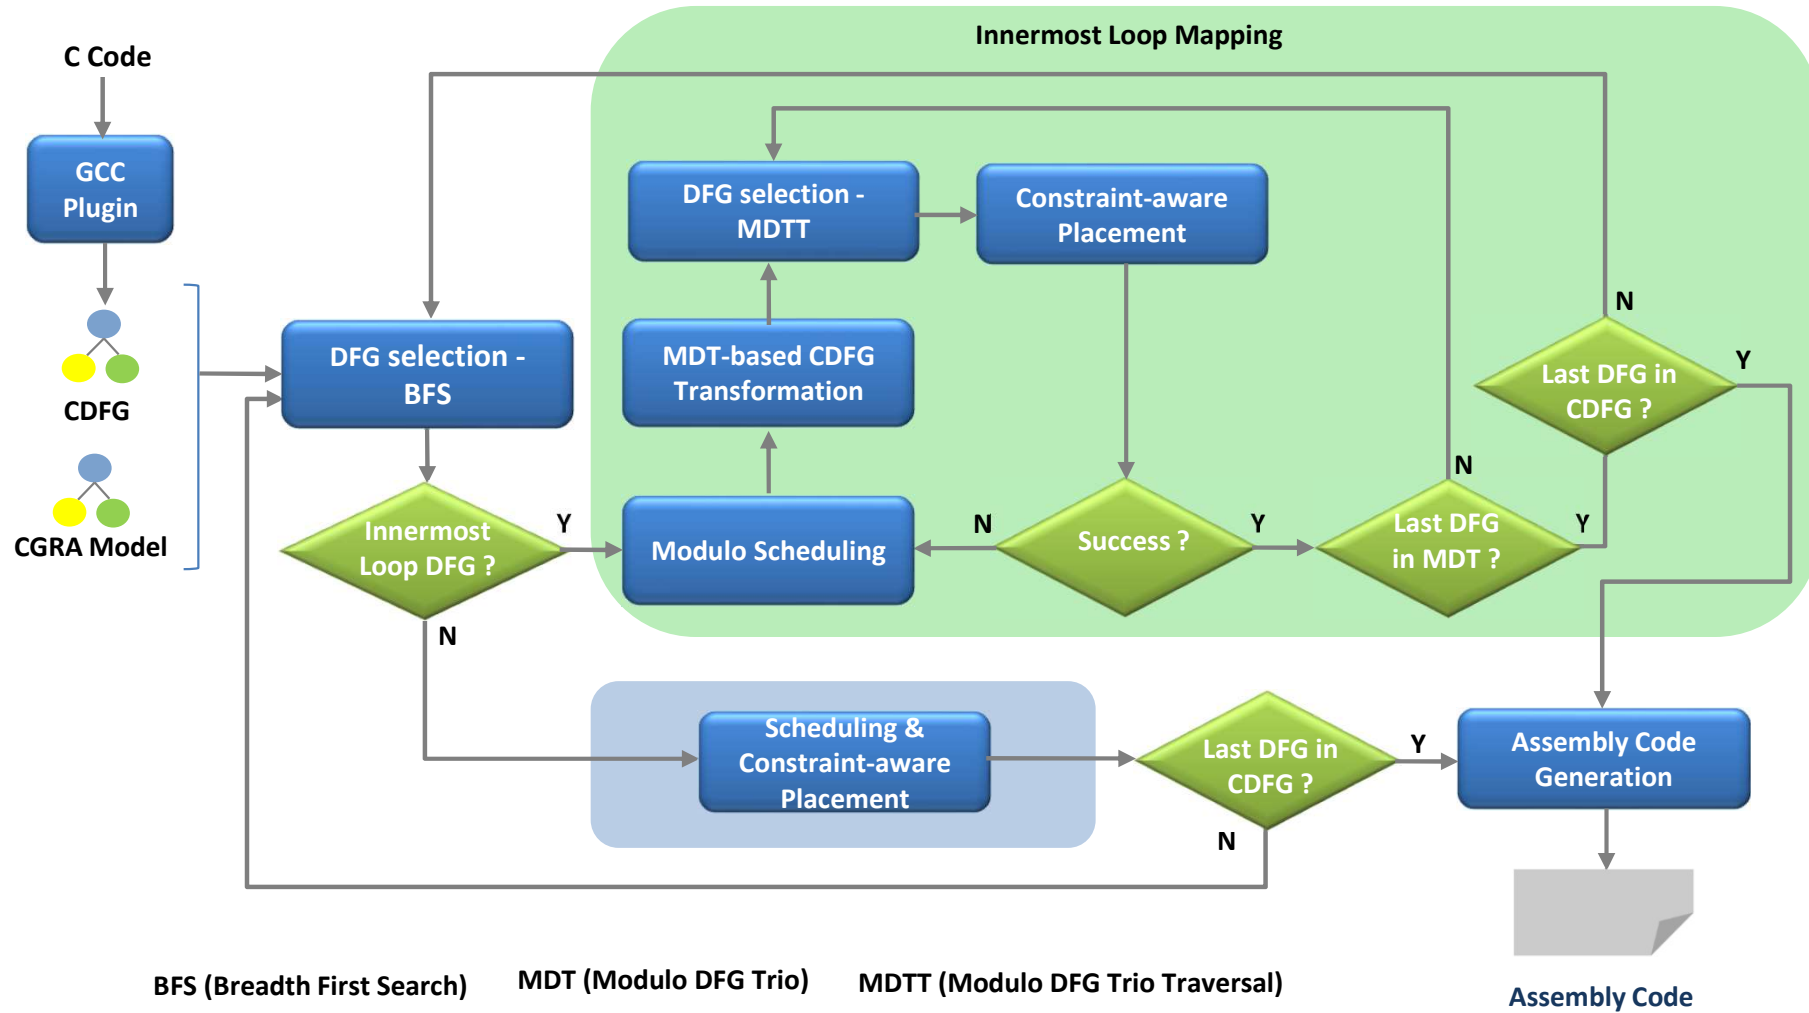 Innermost Loop Mapping
C Code
GCC
Plugin
CDFG
CGRA Model
DFG selection -
BFS
Innermost
Loop DFG ?
Y
N
DFG selection -
MDTT
Constraint-aware
Placement
MDT-based CDFG
Transformation
Modulo Scheduling
N
Success ?
Y
Last DFG
in MDT ?
N
Y
Last DFG in
CDFG ?
N
Y
Scheduling &
Constraint-aware
Placement
Last DFG in
CDFG ?
Y
N
Assembly Code
Generation
Assembly Code
BFS (Breadth First Search)
MDT (Modulo DFG Trio)
MDTT (Modulo DFG Trio Traversal)